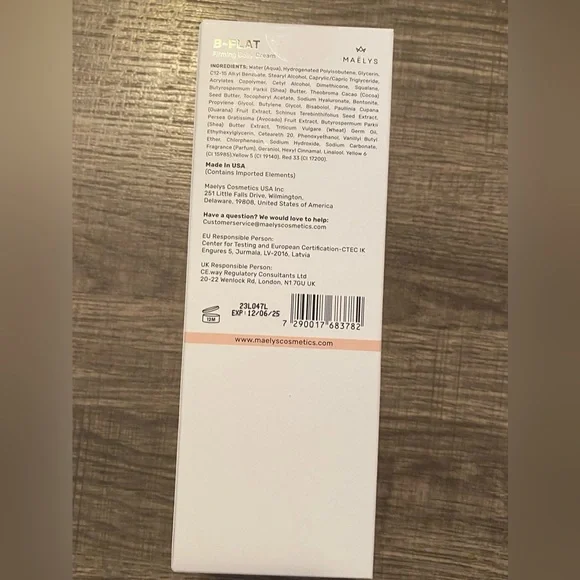 B-FLAT
Firming Belly Cream
MAËLYS
INGREDIENTS: Water (Aqua), Hydrogenated Polyisobutene, Glycerin,
C12-15 Alkyl Benzoate, Stearyl Alcohol, Caprylic/Capric Triglyceride,
Acrylates Copolymer, Cetyl Alcohol, Dimethicone, Squalane,
Butyrospermum Parkii (Shea) Butter, Theobroma Cacao (Cocoa)
Seed Butter, Tocopheryl Acetate, Sodium Hyaluronate, Bentonite,
Propylene Glycol, Butylene Glycol, Bisabolol, Paullinia Cupana
(Guarana) Fruit Extract, Schinus Terebinthifolius Seed Extract,
Persea Gratissima (Avocado) Fruit Extract, Butyrospermum Parkii
(Shea) Butter Extract, Triticum Vulgare (Wheat) Germ Oil,
Ethylhexylglycerin, Ceteareth 20, Phenoxyethanol, Vanillyl Butyl
Ether, Chlorphenesin, Sodium Hydroxide, Sodium Carbonate,
Fragrance (Parfum), Geraniol, Hexyl Cinnamal, Linalool, Yellow 6
(CI 15985), Yellow 5 (CI 19140), Red 33 (CI 17200).
Made In USA
(Contains Imported Elements)
Maelys Cosmetics USA Inc
251 Little Falls Drive, Wilmington,
Delaware, 19808, United States of America
Have a question? We would love to help:
Customerservice@maelyscosmetics.com
EU Responsible Person:
Center for Testing and European Certification-CTEC IK
Engures 5, Jurmala, LV-2016, Latvia
UK Responsible Person:
CE.way Regulatory Consultants Ltd
20-22 Wenlock Rd, London, N1 7GU UK
12M
23L047L
EXP:12/06/25
7 290017 683782
www.maelyscosmetics.com